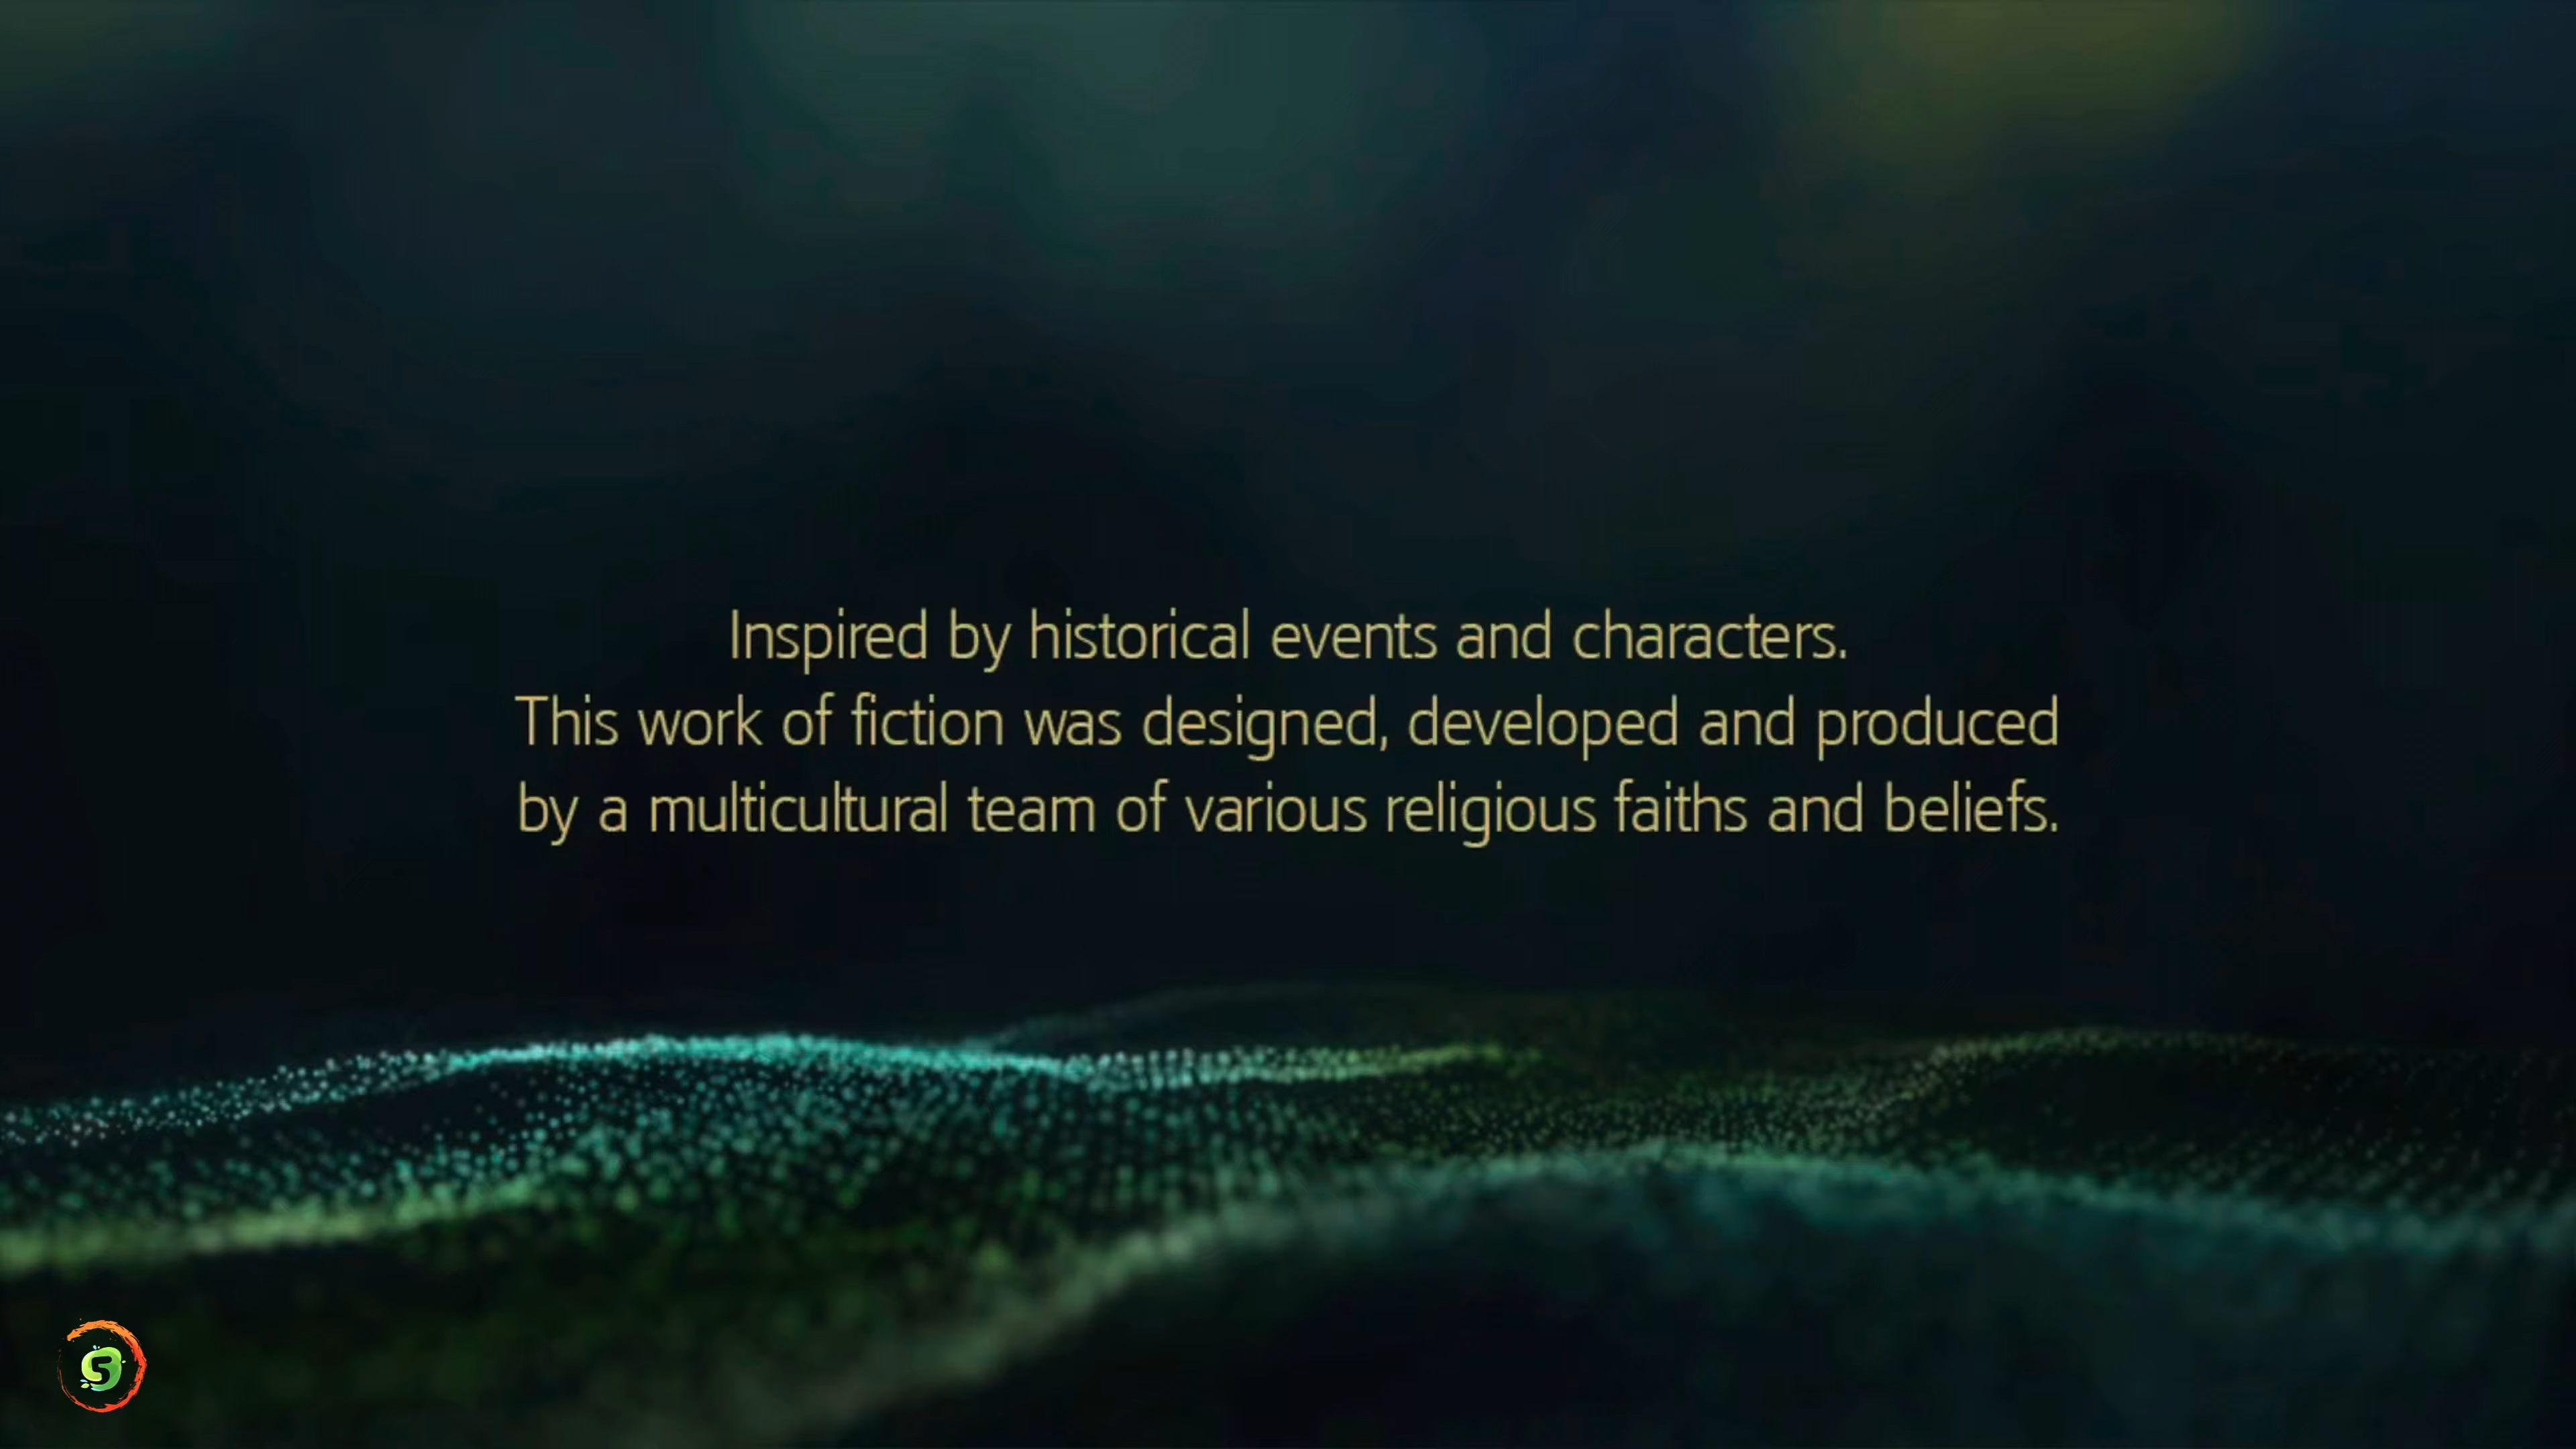 Inspired by historical events and characters.
This work of fiction was designed, developed and produced
by a multicultural team of various religious faiths and beliefs.
5